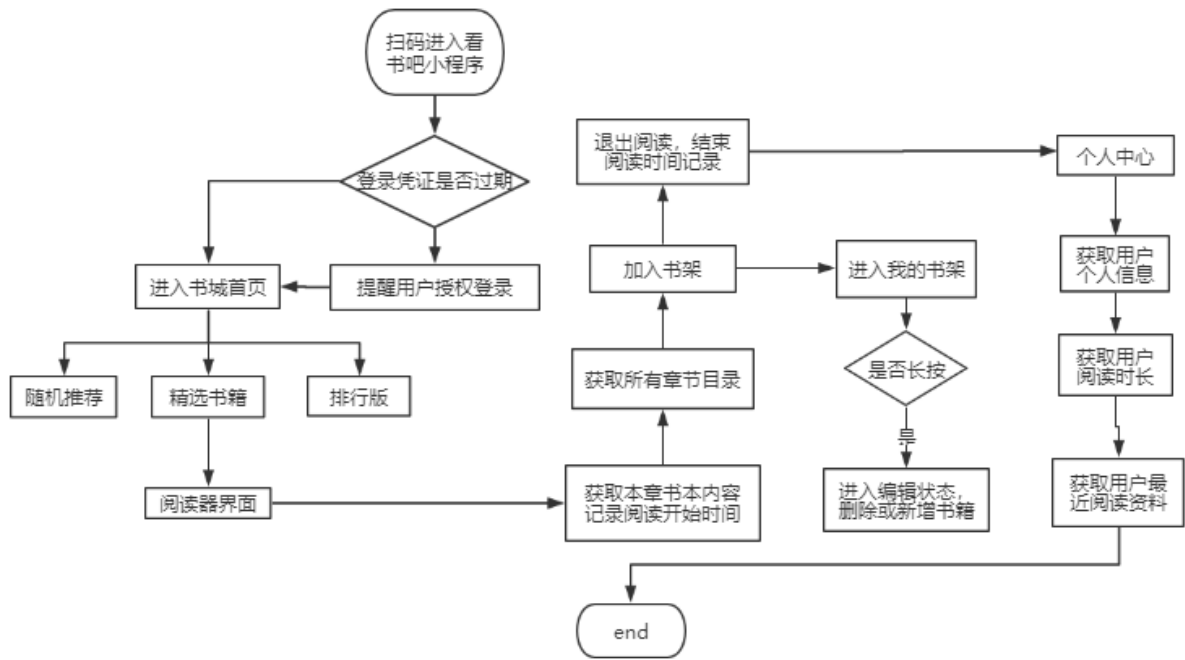 扫码进入看
书吧小程序
登录凭证是否过期
进入书城首页
提醒用户授权登录
随机推荐
精选书籍
排行版
阅读器界面
退出阅读，结束
阅读时间记录
加入书架
获取所有章节目录
获取本章书本内容
记录阅读开始时间
进入我的书架
是否长按
是
进入编辑状态，
删除或新增书籍
个人中心
获取用户
个人信息
获取用户
阅读时长
获取用户最
近阅读资料
end